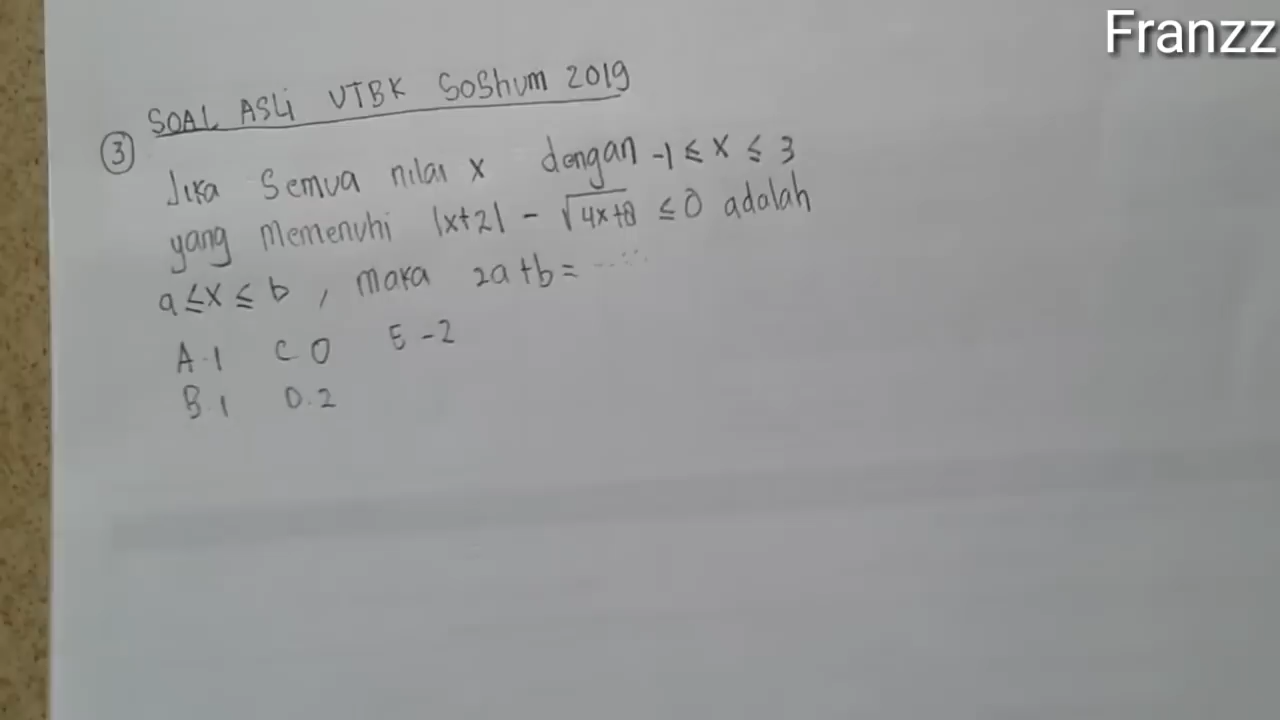 Franzz
SOAL ASLi UTBK SoShum 2019
③ Jika Semua nilai x dengan -1 ≤ x ≤ 3
yang memenuhi |x+2| - √4x+8 ≤ 0 adalah
a ≤ x ≤ b , maka 2a+b = ......
A. 1 C 0 E -2
B. 1 D. 2